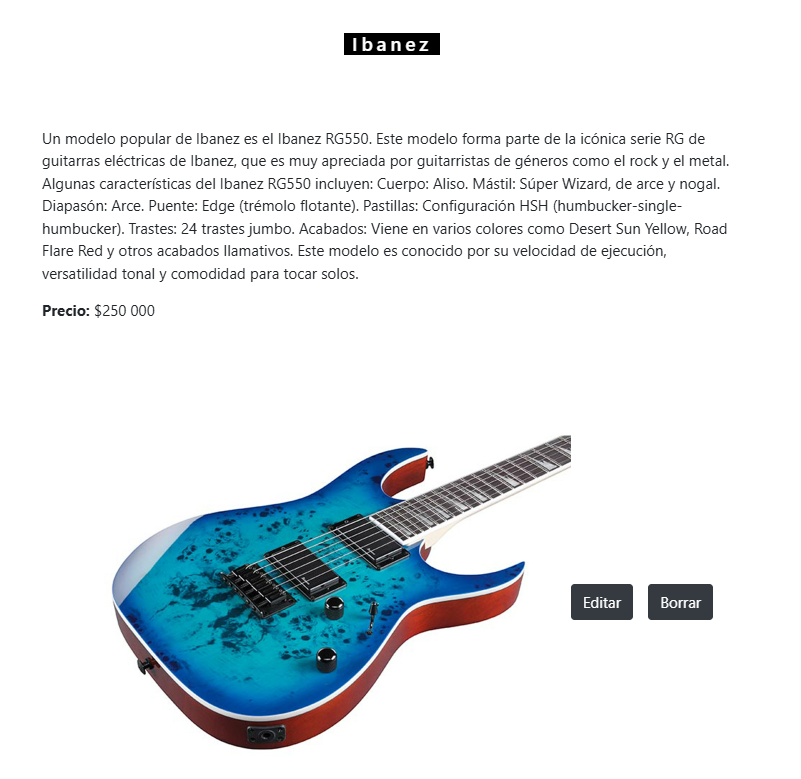 Ibanez
Un modelo popular de Ibanez es el Ibanez RG550. Este modelo forma parte de la icónica serie RG de
guitarras eléctricas de Ibanez, que es muy apreciada por guitarristas de géneros como el rock y el metal.
Algunas características del Ibanez RG550 incluyen: Cuerpo: Aliso. Mástil: Súper Wizard, de arce y nogal.
Diapasón: Arce. Puente: Edge (trémolo flotante). Pastillas: Configuración HSH (humbucker-single-
humbucker). Trastes: 24 trastes jumbo. Acabados: Viene en varios colores como Desert Sun Yellow, Road
Flare Red y otros acabados llamativos. Este modelo es conocido por su velocidad de ejecución,
versatilidad tonal y comodidad para tocar solos.
Precio: $250 000
Editar Borrar